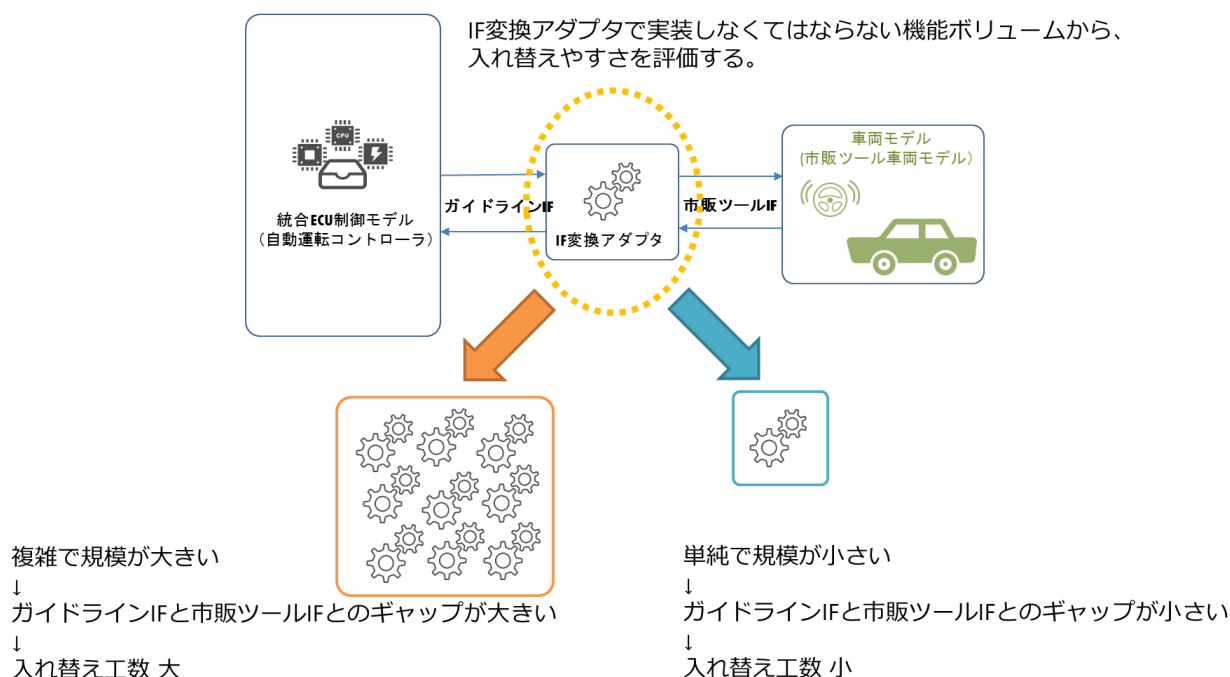 IF変換アダプタで実装しなくてはならない機能ボリュームから、
入れ替えやすさを評価する。
CPU
統合ECU制御モデル
（自動運転コントローラ）
ガイドラインIF
IF変換アダプタ
市販ツールIF
車両モデル
(市販ツール車両モデル）
複雑で規模が大きい
↓
ガイドラインIFと市販ツールIFとのギャップが大きい
↓
入れ替え工数 大
単純で規模が小さい
↓
ガイドラインIFと市販ツールIFとのギャップが小さい
↓
入れ替え工数 小